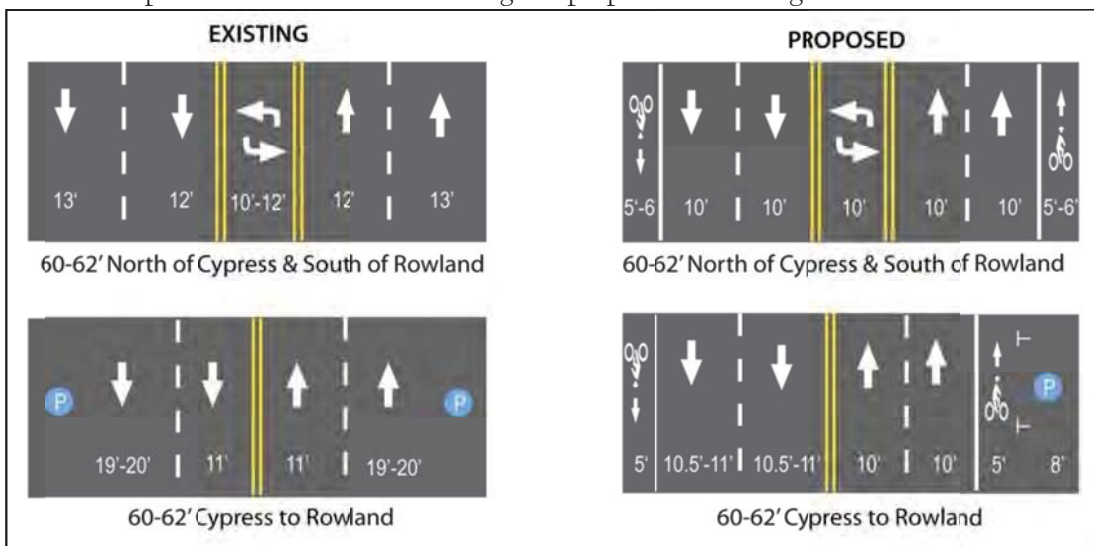 EXISTING
13' 12' 10'-12' 12' 13'
60-62' North of Cypress & South of Rowland
P P
19'-20' 11' 11' 19'-20'
60-62' Cypress to Rowland
PROPOSED
5'-6 10' 10' 10' 10' 10' 5'-6'
60-62' North of Cypress & South of Rowland
P
5' 10.5'-11' 10.5'-11' 10' 10' 5' 8'
60-62' Cypress to Rowland